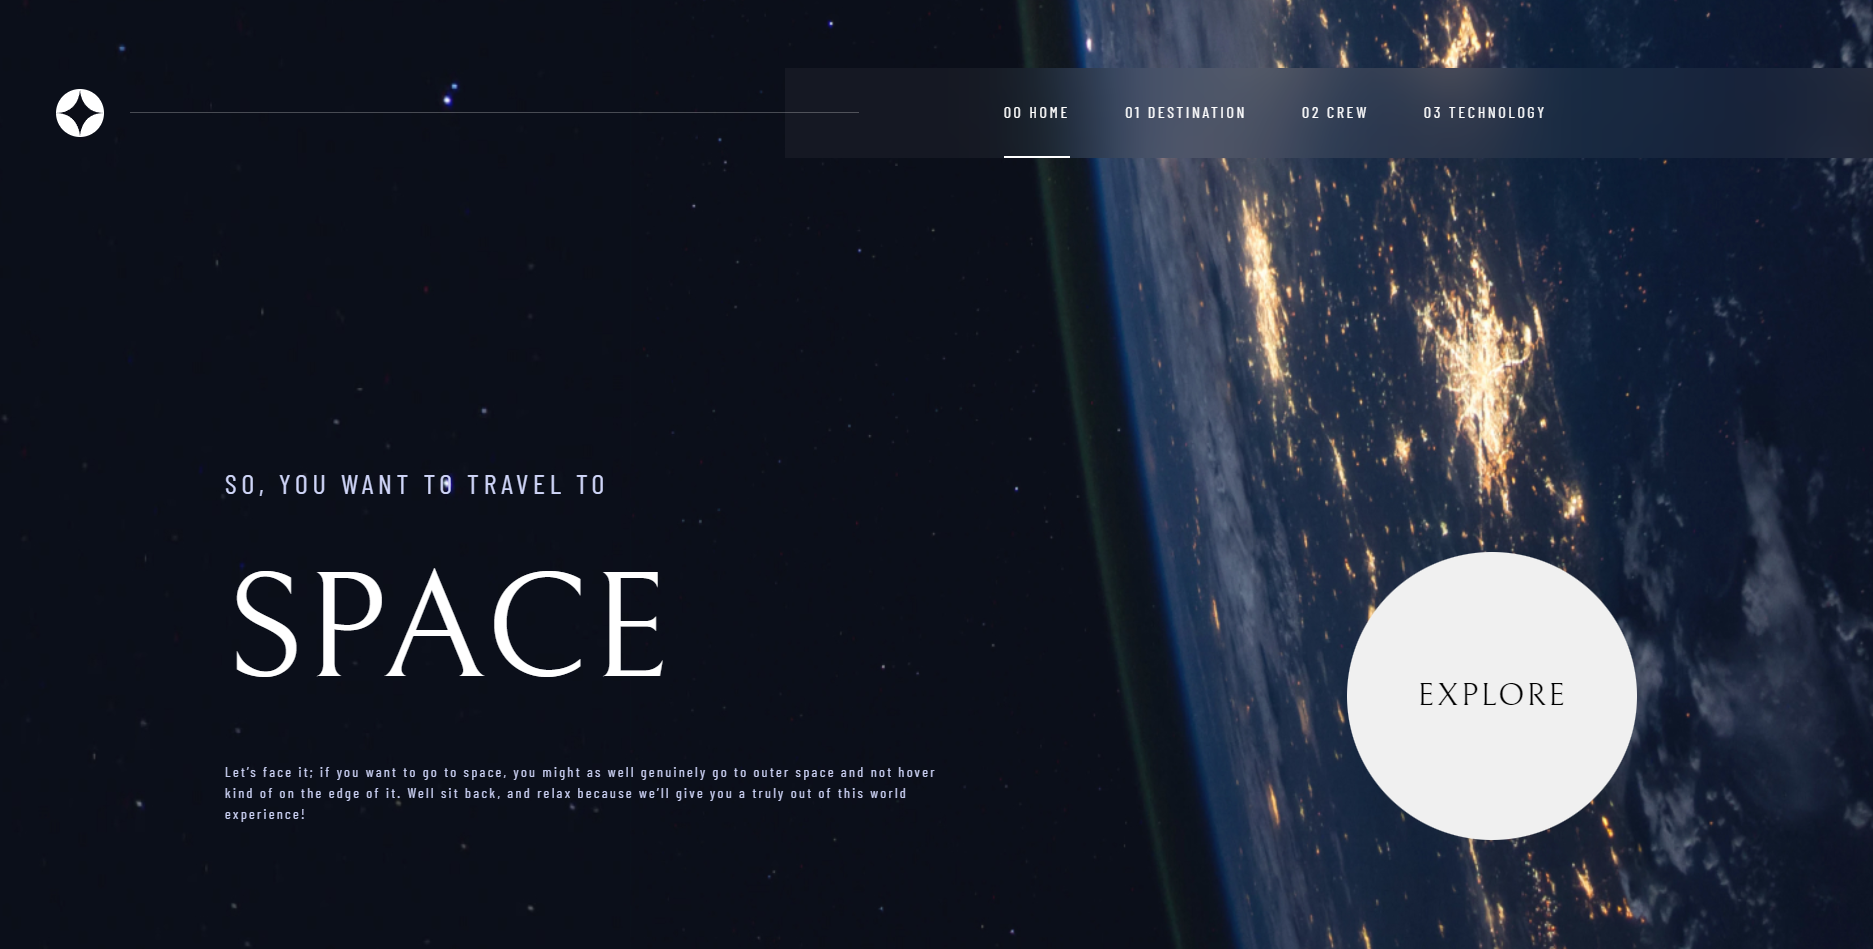 00 HOME 01 DESTINATION 02 CREW 03 TECHNOLOGY
SO, YOU WANT TO TRAVEL TO
SPACE
Let’s face it; if you want to go to space, you might as well genuinely go to outer space and not hover
kind of on the edge of it. Well sit back, and relax because we’ll give you a truly out of this world
experience!
EXPLORE